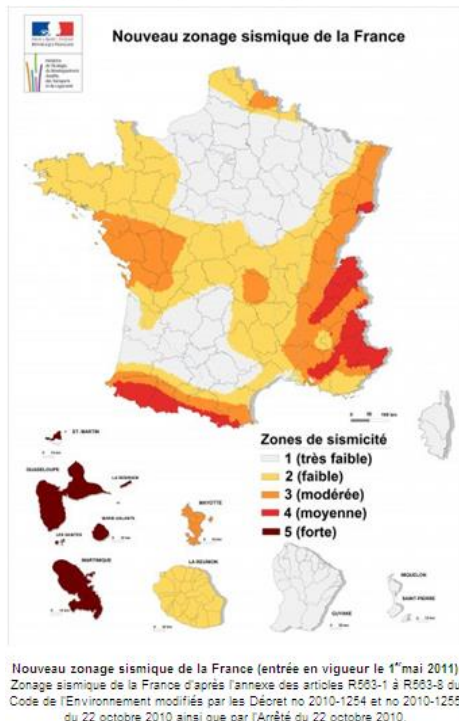 Nouveau zonage sismique de la France
Zones de sismicité
1 (très faible)
2 (faible)
3 (modérée)
4 (moyenne)
5 (forte)
ST. MARTIN
GUADELOUPE
LA DESIRADE
MARIE-GALANTE
LES SAINTES
MARTINIQUE
MAYOTTE
LA REUNION
GUYANE
MIQUELON
SAINT-PIERRE
Nouveau zonage sismique de la France (entrée en vigueur le 1er mai 2011)
Zonage sismique de la France d'après l'annexe des articles R563-1 à R563-8 du
Code de l'Environnement modifiés par les Décret no 2010-1254 et no 2010-1255
du 22 octobre 2010 ainsi que par l'Arrêté du 22 octobre 2010.